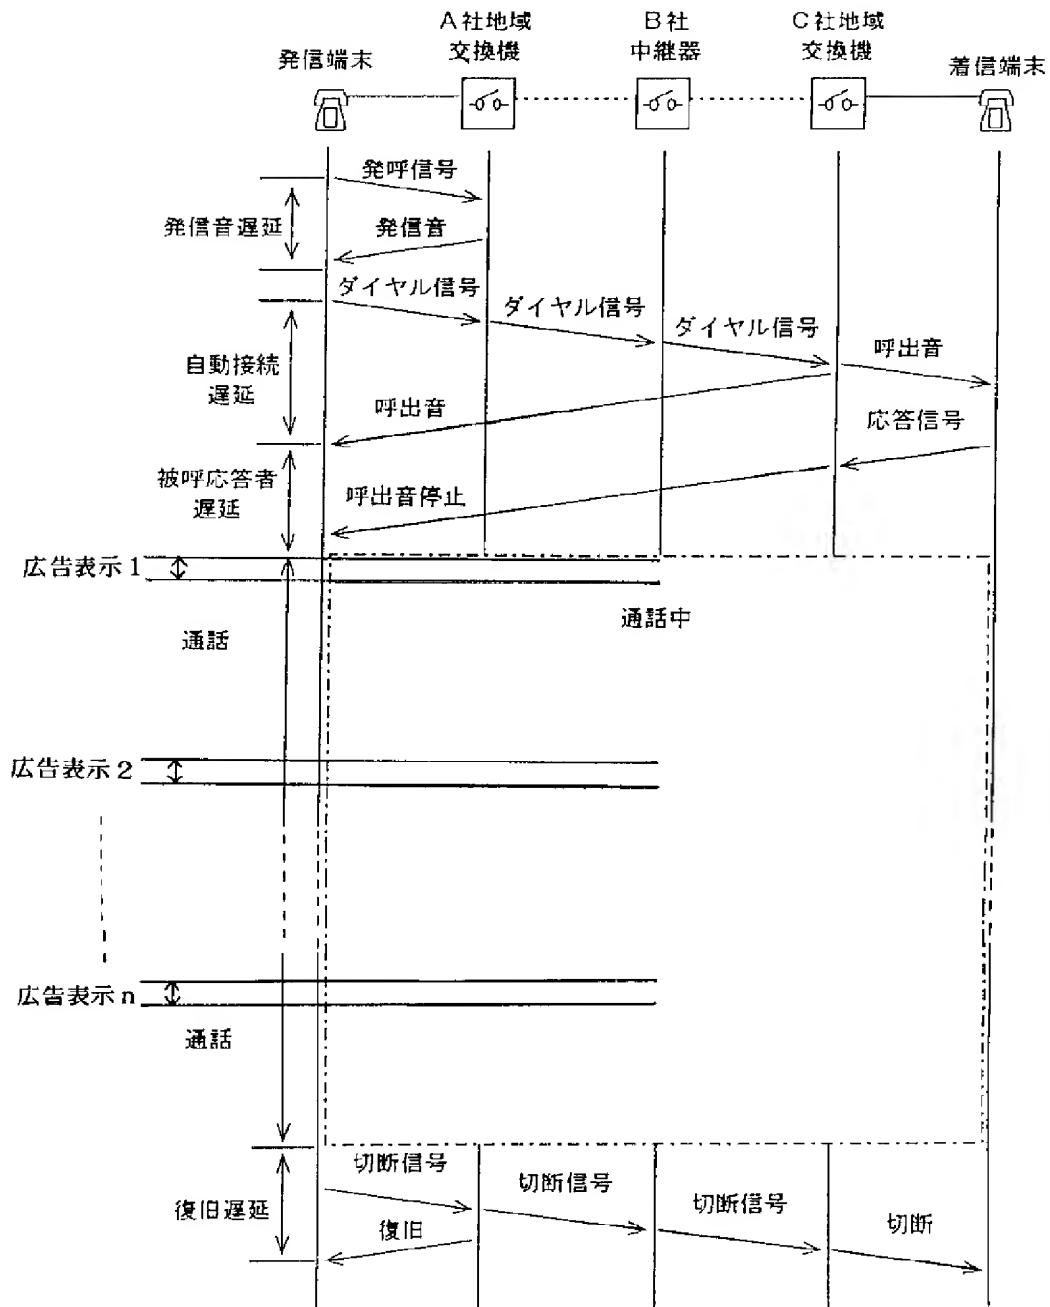 発信端末
A社地域
交換機
B社
中継器
C社地域
交換機
着信端末
発呼信号
発信音遅延
発信音
ダイヤル信号
ダイヤル信号
ダイヤル信号
呼出音
自動接続
遅延
呼出音
応答信号
被呼応答者
遅延
呼出音停止
広告表示1
通話
通話中
広告表示2
広告表示n
通話
切断信号
切断信号
切断信号
切断
復旧遅延
復旧